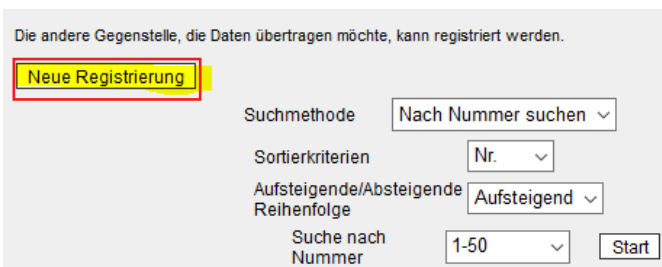 Die andere Gegenstelle, die Daten übertragen möchte, kann registriert werden.
Neue Registrierung
Suchmethode Nach Nummer suchen
Sortierkriterien Nr.
Aufsteigende/Absteigende
Reihenfolge Aufsteigend
Suche nach
Nummer 1-50 Start